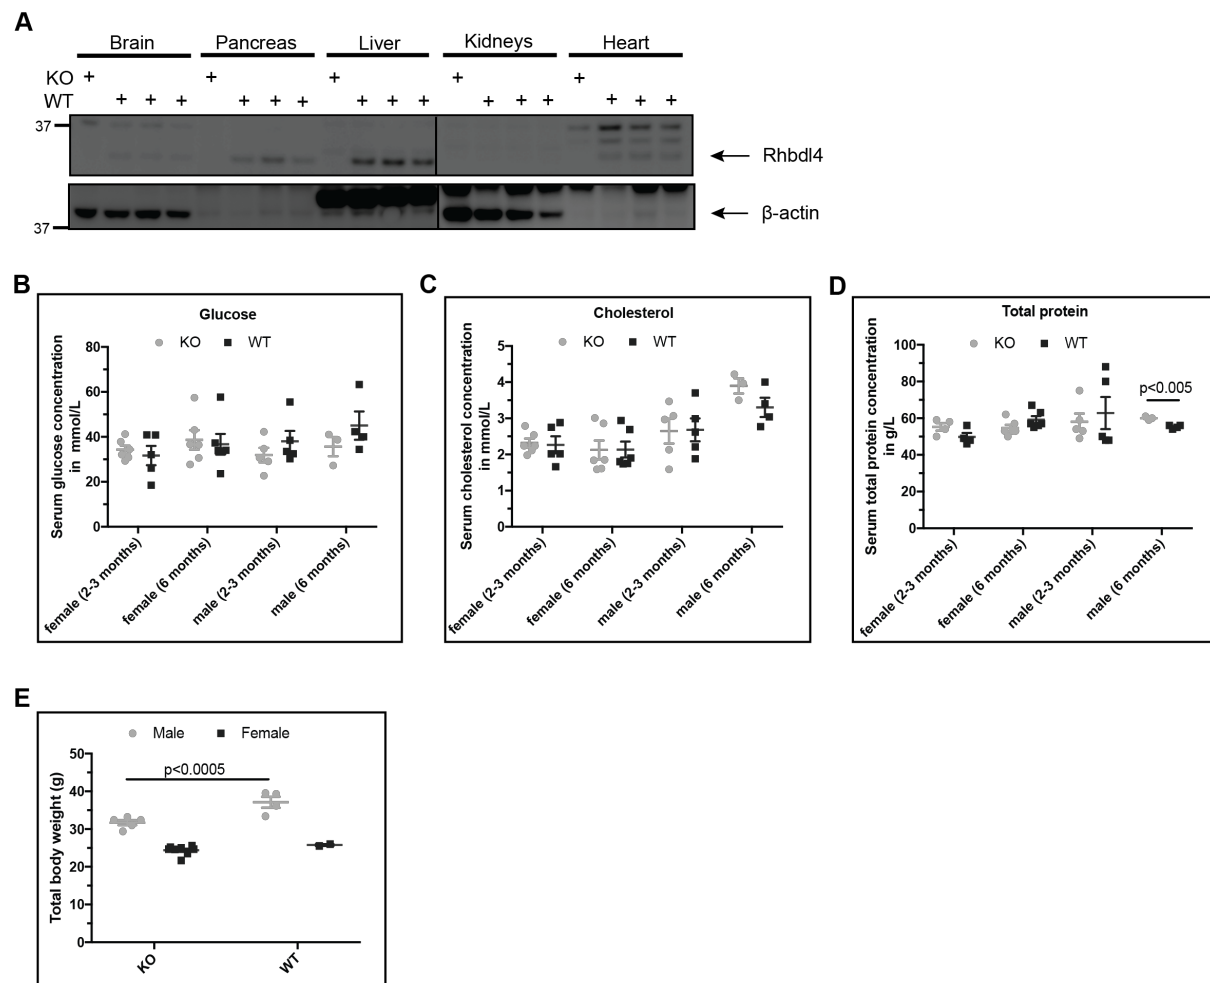 A
Brain Pancreas Liver Kidneys Heart
KO + + + + +
WT + + + + + + + + + + + + + + +
37
Rhbdl4
β-actin
37
B
Glucose
KO WT
Serum glucose concentration
in mmol/L
80
60
40
20
0
female (2-3 months)
female (6 months)
male (2-3 months)
male (6 months)
C
Cholesterol
KO WT
Serum cholesterol concentration
in mmol/L
5
4
3
2
1
0
female (2-3 months)
female (6 months)
male (2-3 months)
male (6 months)
D
Total protein
KO WT
Serum total protein concentration
in g/L
100
80
60
40
20
0
p<0.005
female (2-3 months)
female (6 months)
male (2-3 months)
male (6 months)
E
Male Female
Total body weight (g)
50
40
30
20
10
0
p<0.0005
KO
WT